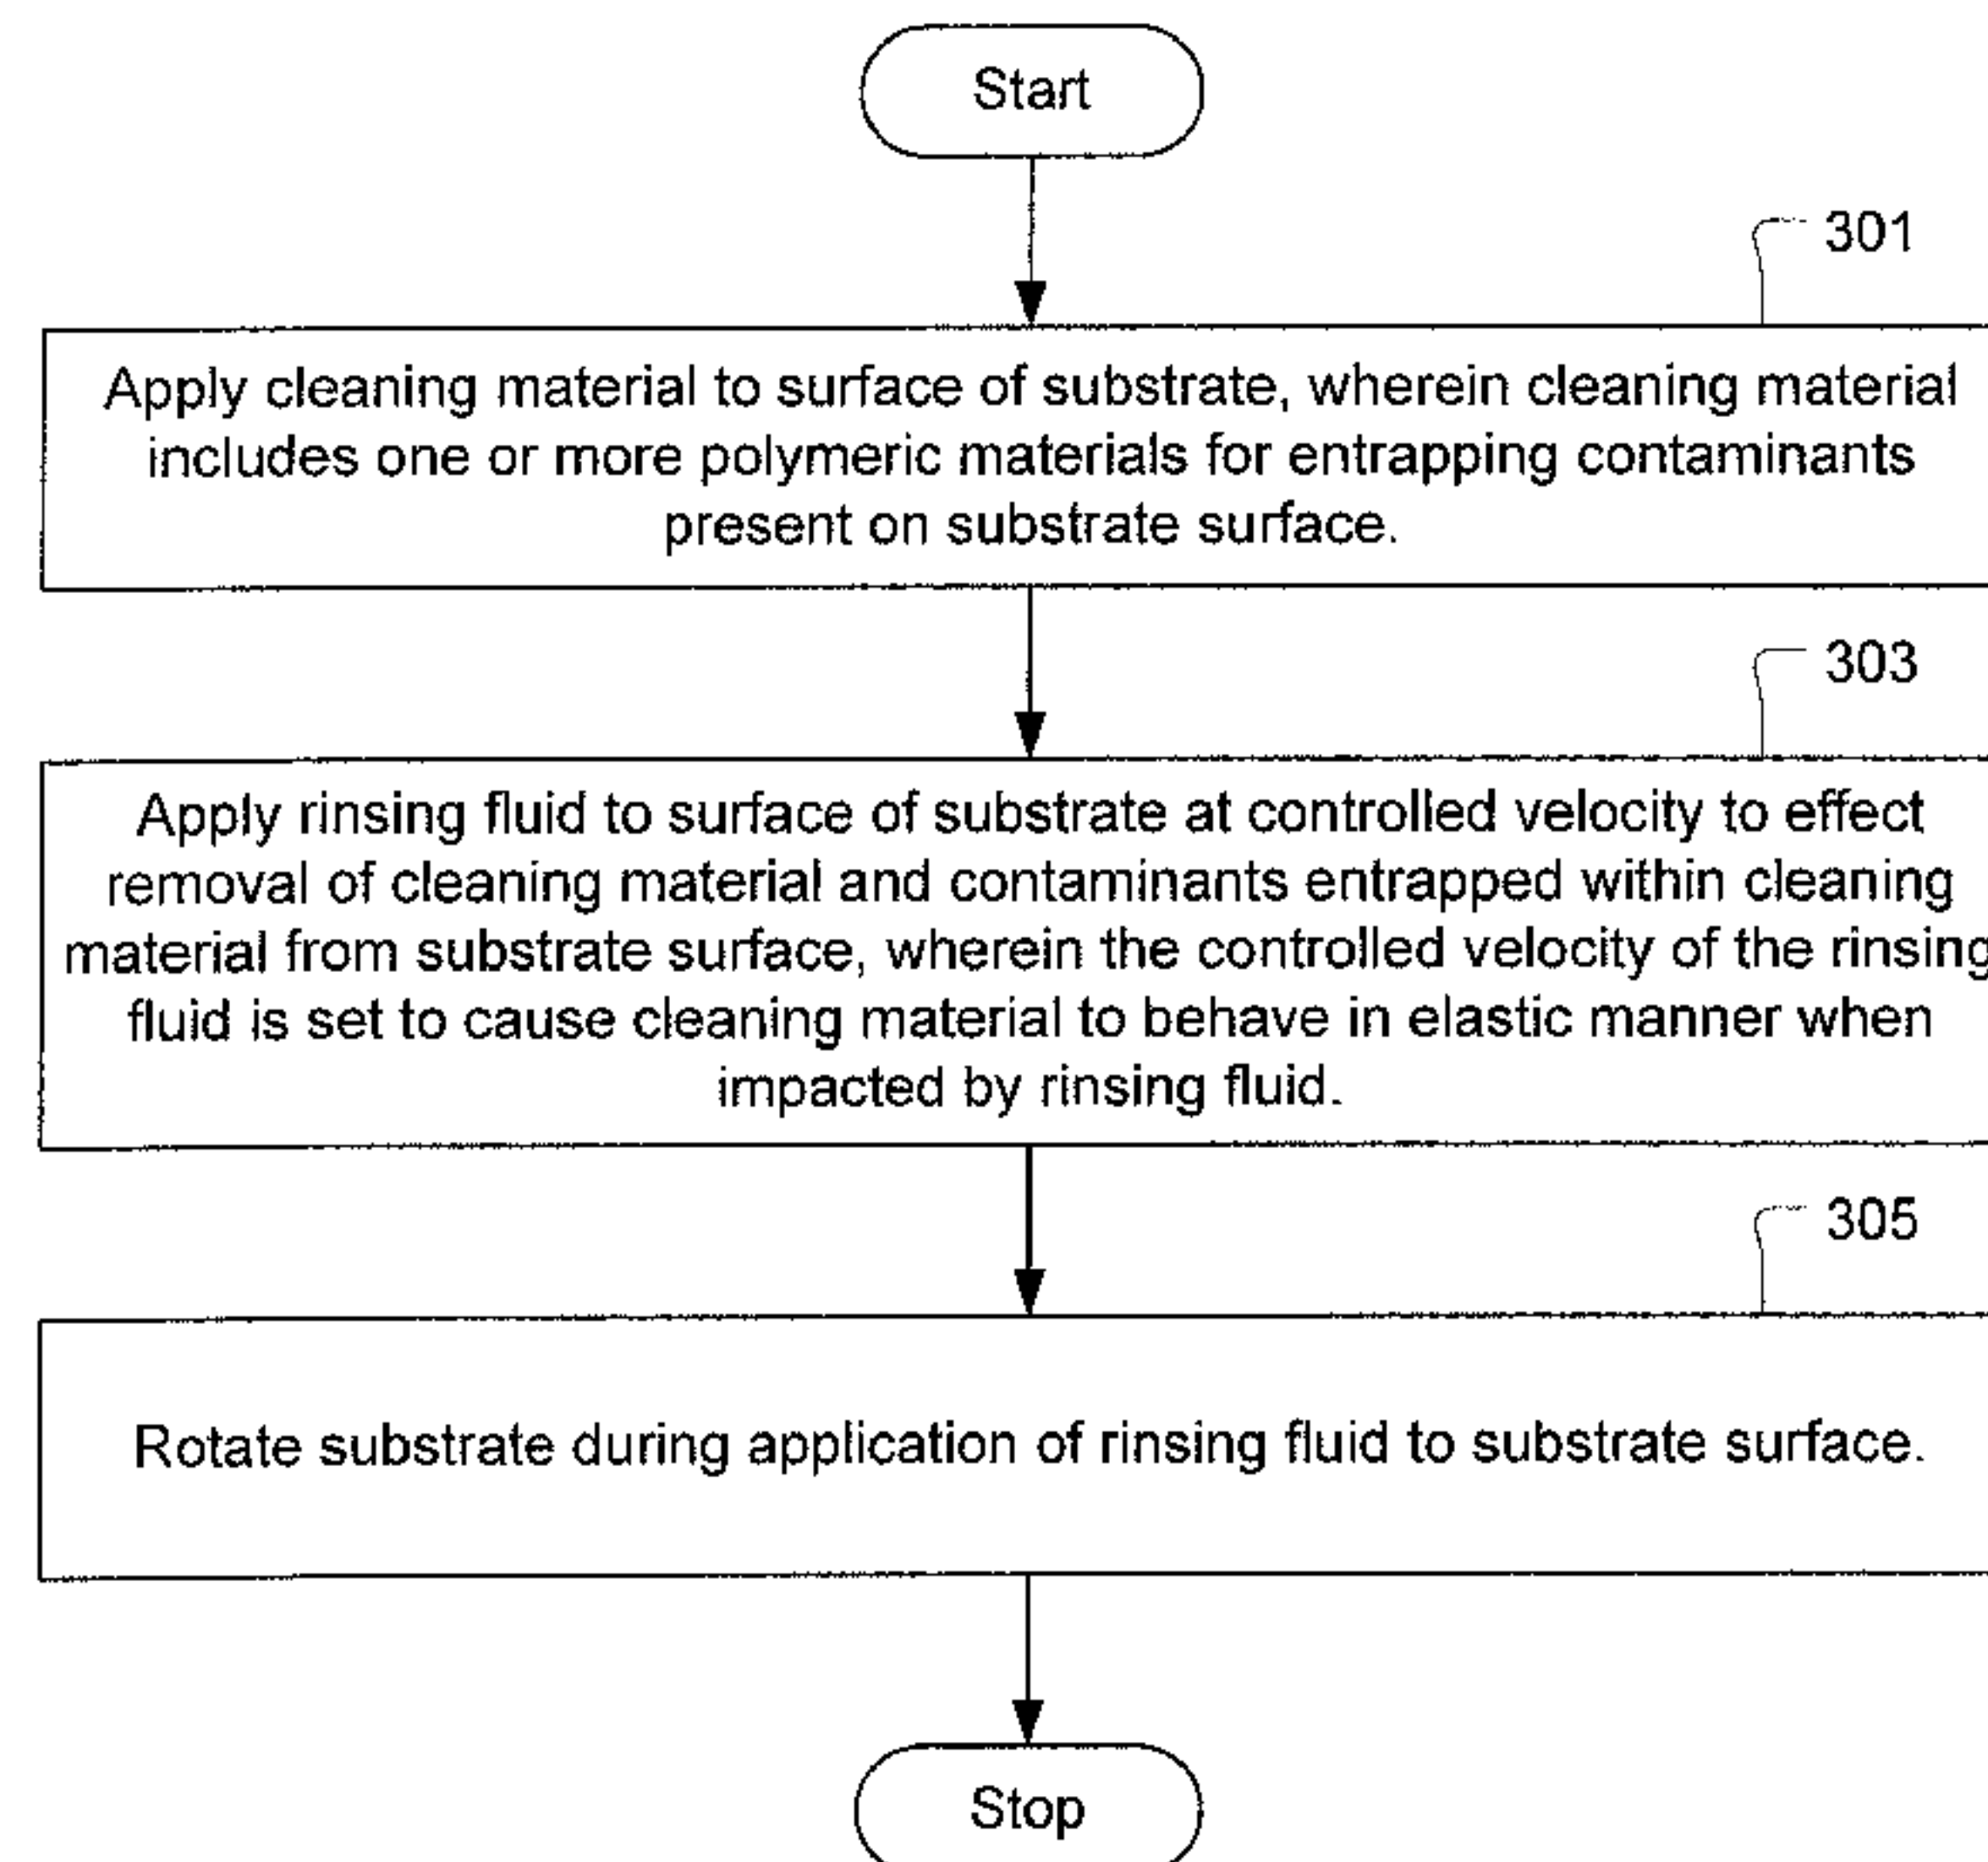 Start
301
Apply cleaning material to surface of substrate, wherein cleaning material
includes one or more polymeric materials for entrapping contaminants
present on substrate surface.
303
Apply rinsing fluid to surface of substrate at controlled velocity to effect
removal of cleaning material and contaminants entrapped within cleaning
material from substrate surface, wherein the controlled velocity of the rinsing
fluid is set to cause cleaning material to behave in elastic manner when
impacted by rinsing fluid.
305
Rotate substrate during application of rinsing fluid to substrate surface.
Stop